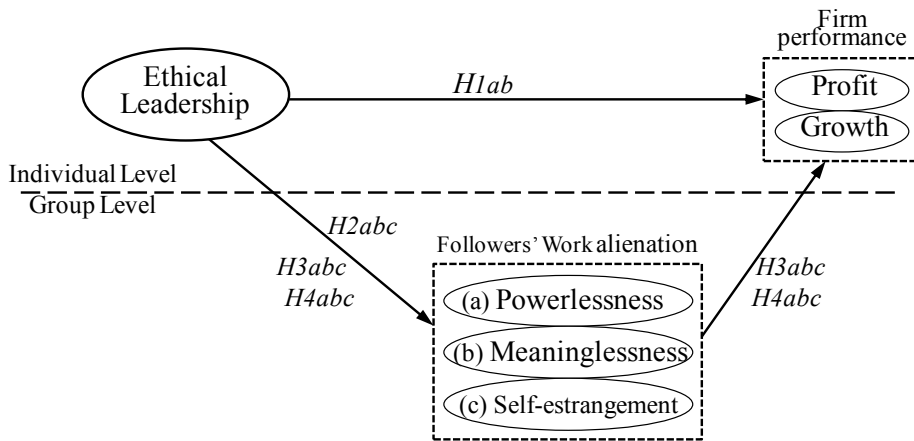 Firm
performance
Ethical
Leadership
H1ab
Profit
Growth
Individual Level
Group Level
H2abc
Followers' Work alienation
H3abc
H4abc
H3abc
H4abc
(a) Powerlessness
(b) Meaninglessness
(c) Self-estrangement